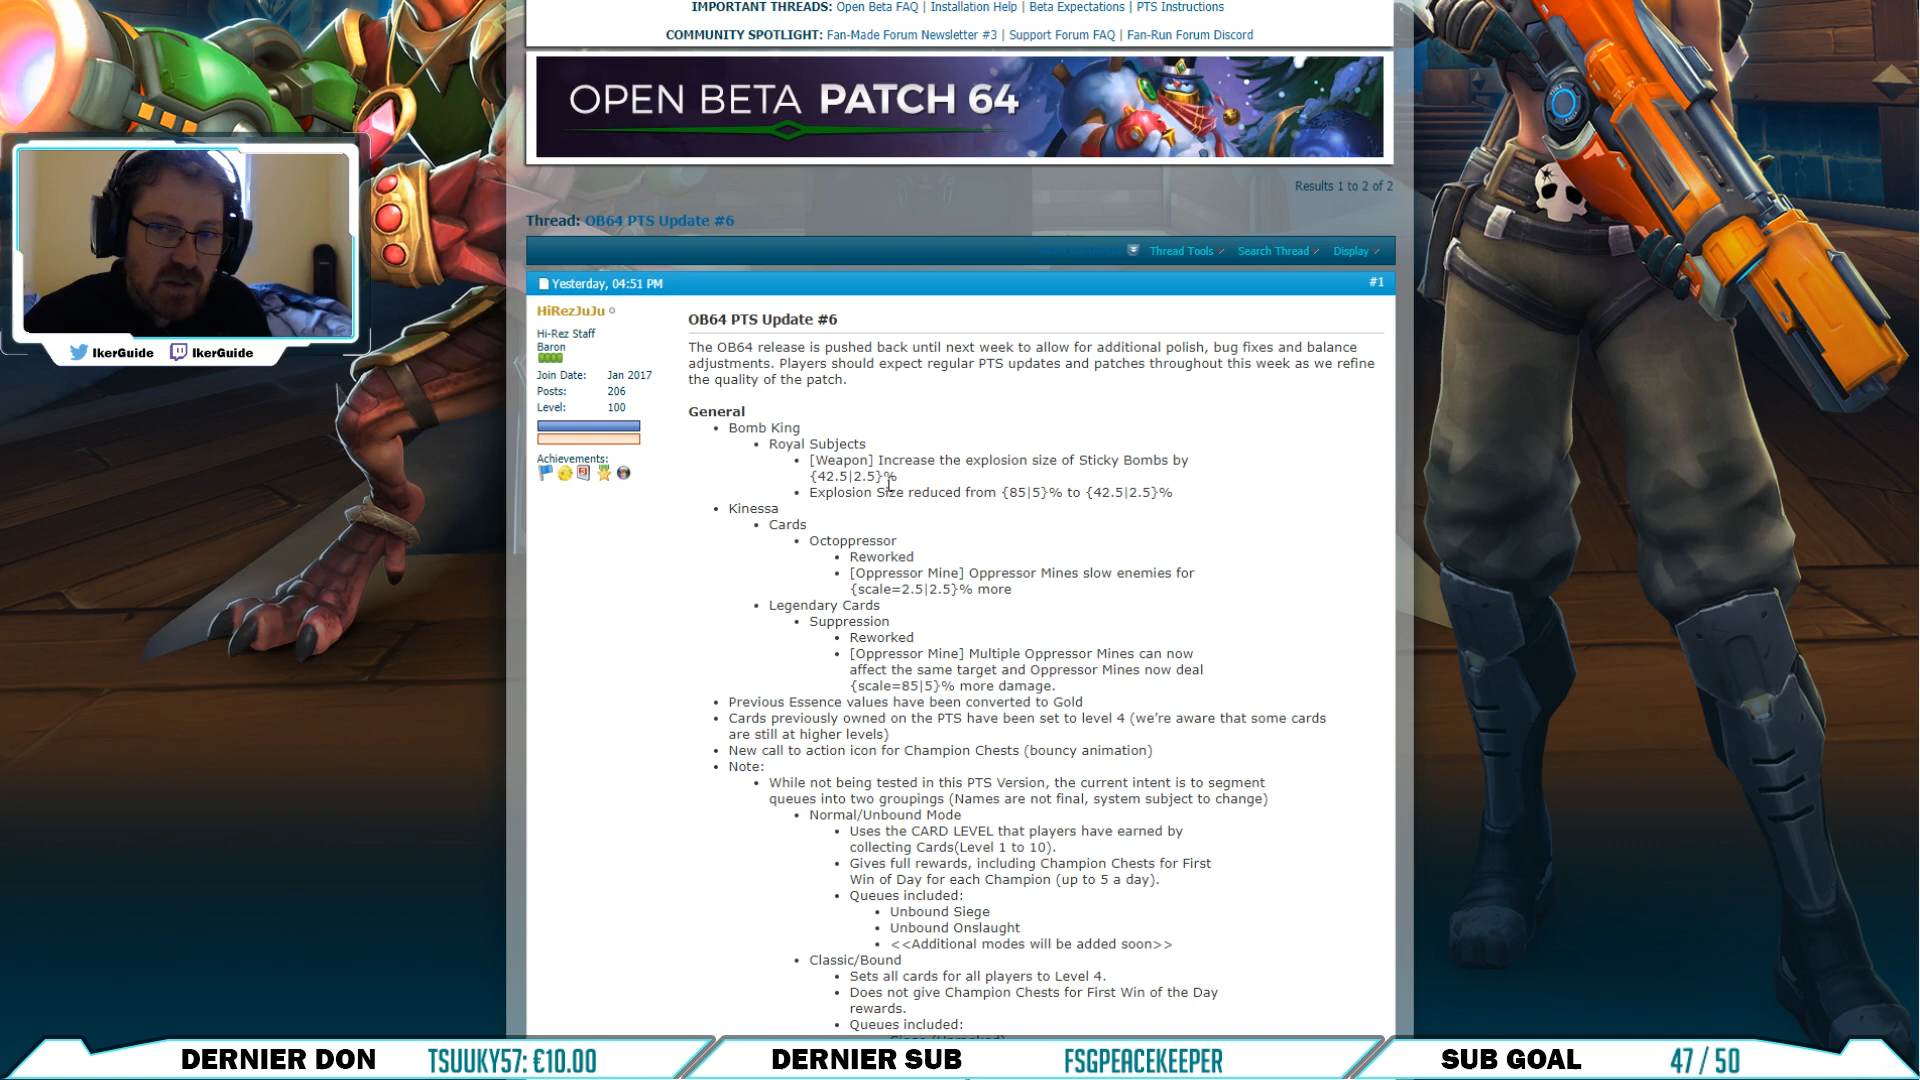 IMPORTANT THREADS: Open Beta FAQ | Installation Help | Beta Expectations | PTS Instructions
COMMUNITY SPOTLIGHT: Fan-Made Forum Newsletter #3 | Support Forum FAQ | Fan-Run Forum Discord
OPEN BETA PATCH 64
Results 1 to 2 of 2
Thread: OB64 PTS Update #6
Thread Tools
Search Thread
Display
Yesterday, 04:51 PM
#1
HiRezJuJu
Hi-Rez Staff
Baron
Join Date: Jan 2017
Posts: 206
Level: 100
Achievements:
OB64 PTS Update #6
The OB64 release is pushed back until next week to allow for additional polish, bug fixes and balance
adjustments. Players should expect regular PTS updates and patches throughout this week as we refine
the quality of the patch.
General
• Bomb King
• Royal Subjects
• [Weapon] Increase the explosion size of Sticky Bombs by
{42.5|2.5}%
• Explosion Size reduced from {85|5}% to {42.5|2.5}%
• Kinessa
• Cards
• Octoppressor
• Reworked
• [Oppressor Mine] Oppressor Mines slow enemies for
{scale=2.5|2.5}% more
• Legendary Cards
• Suppression
• Reworked
• [Oppressor Mine] Multiple Oppressor Mines can now
affect the same target and Oppressor Mines now deal
{scale=85|5}% more damage.
• Previous Essence values have been converted to Gold
• Cards previously owned on the PTS have been set to level 4 (we're aware that some cards
are still at higher levels)
• New call to action icon for Champion Chests (bouncy animation)
• Note:
• While not being tested in this PTS Version, the current intent is to segment
queues into two groupings (Names are not final, system subject to change)
• Normal/Unbound Mode
• Uses the CARD LEVEL that players have earned by
collecting Cards(Level 1 to 10).
• Gives full rewards, including Champion Chests for First
Win of Day for each Champion (up to 5 a day).
• Queues included:
• Unbound Siege
• Unbound Onslaught
• <<Additional modes will be added soon>>
• Classic/Bound
• Sets all cards for all players to Level 4.
• Does not give Champion Chests for First Win of the Day
rewards.
• Queues included:
IkerGuide
IkerGuide
DERNIER DON
TSUUKY57: €10.00
DERNIER SUB
FSGPEACEKEEPER
SUB GOAL
47 / 50